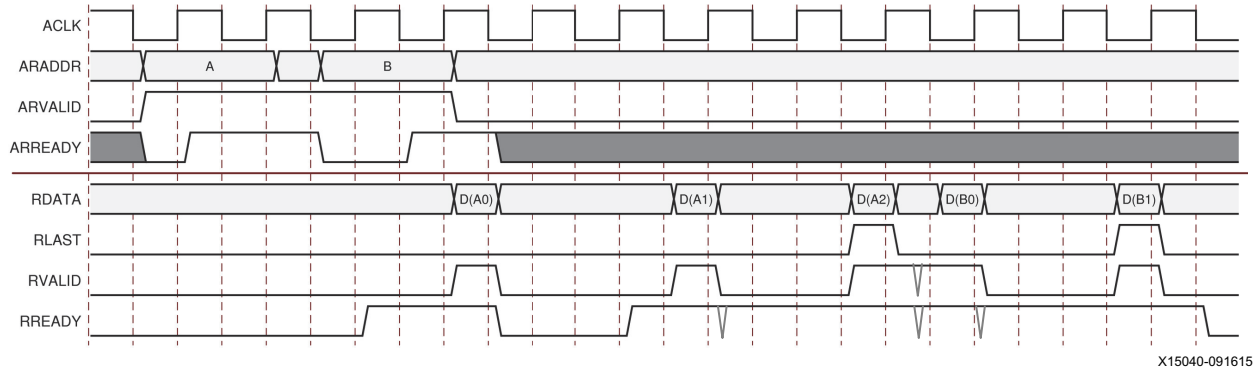 ACLK
ARADDR A B
ARVALID
ARREADY
RDATA D(A0) D(A1) D(A2) D(B0) D(B1)
RLAST
RVALID
RREADY
X15040-091615